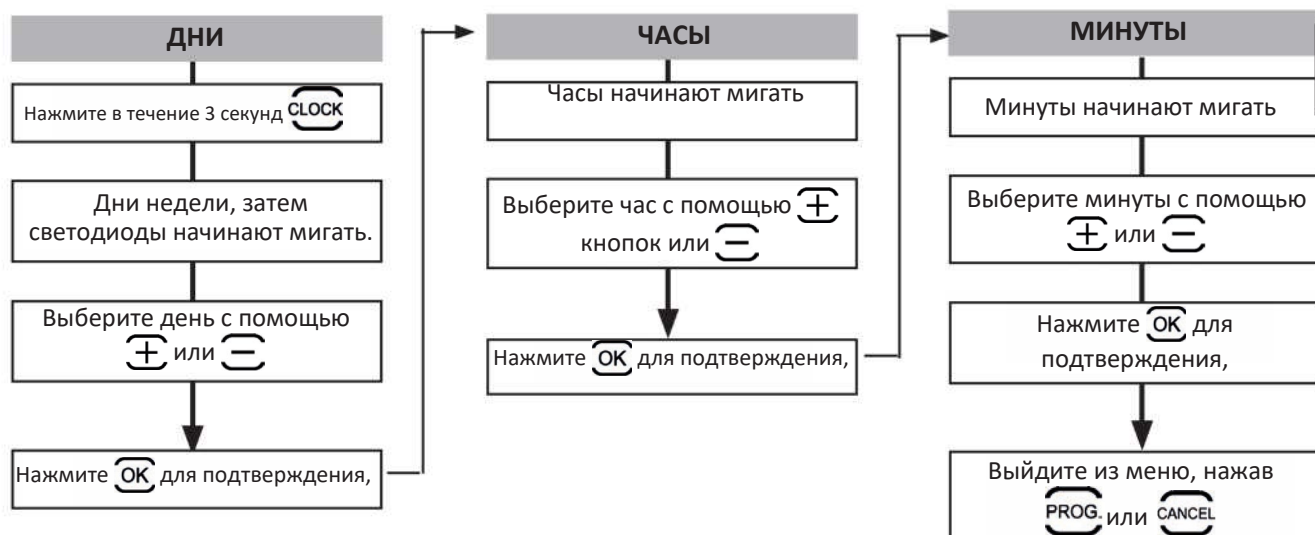 ДНИ
Нажмите в течение 3 секунд CLOCK
Дни недели, затем
светодиоды начинают мигать.
Выберите день с помощью
+ или −
Нажмите OK для подтверждения,
ЧАСЫ
Часы начинают мигать
Выберите час с помощью +
кнопок или −
Нажмите OK для подтверждения,
МИНУТЫ
Минуты начинают мигать
Выберите минуты с помощью
+ или −
Нажмите OK для
подтверждения,
Выйдите из меню, нажав
PROG. или CANCEL